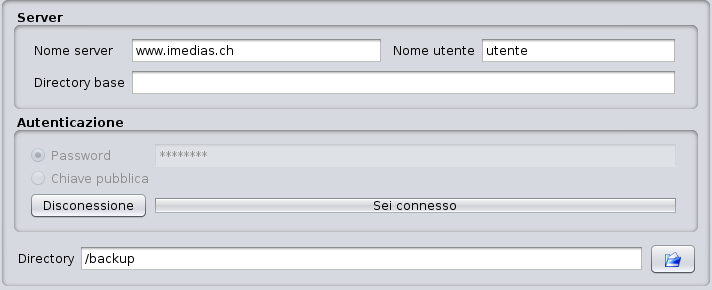 Server
Nome server www.imedias.ch Nome utente utente
Directory base
Autenticazione
Password ********
Chiave pubblica
Disconessione Sei connesso
Directory /backup